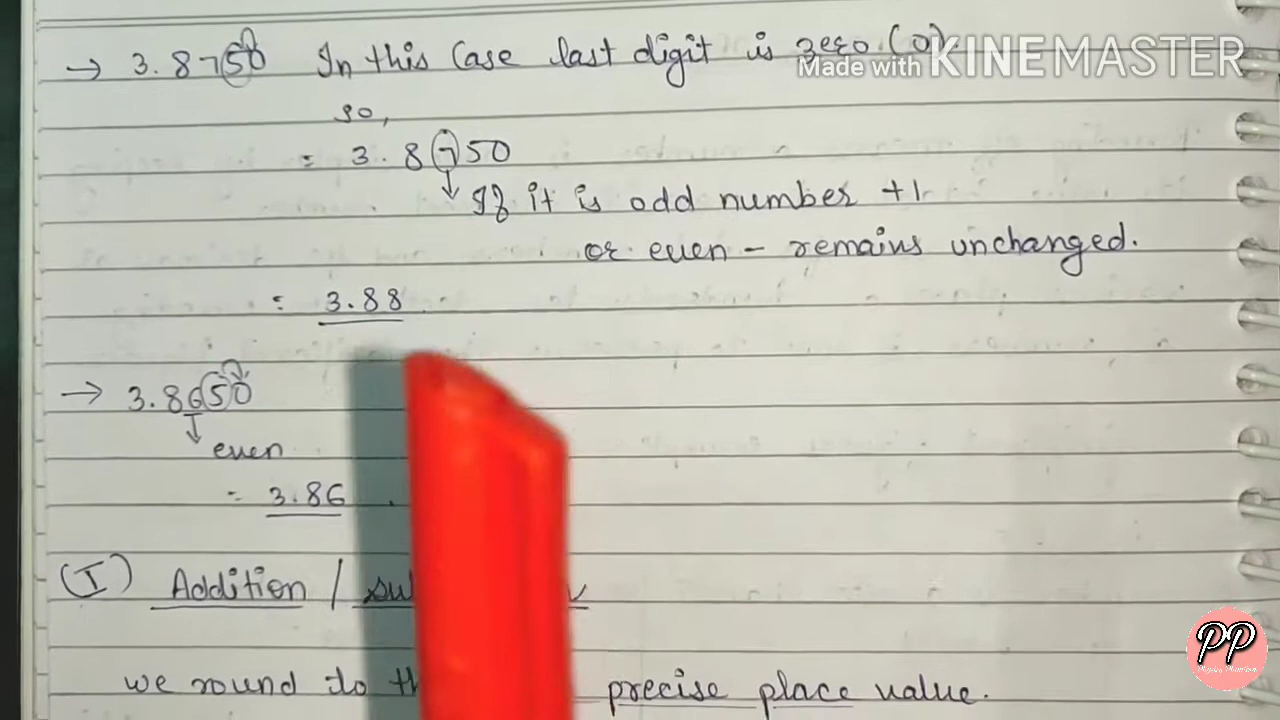 → 3.8750 In this Case last digit is zero (0).
Made with KINEMASTER
so,
= 3.8750
↓ If it is odd number +1
or even - remains unchanged.
= 3.88
→ 3.8650
↓ even
= 3.86
(I) Addition /
we round to precise place value.
PP